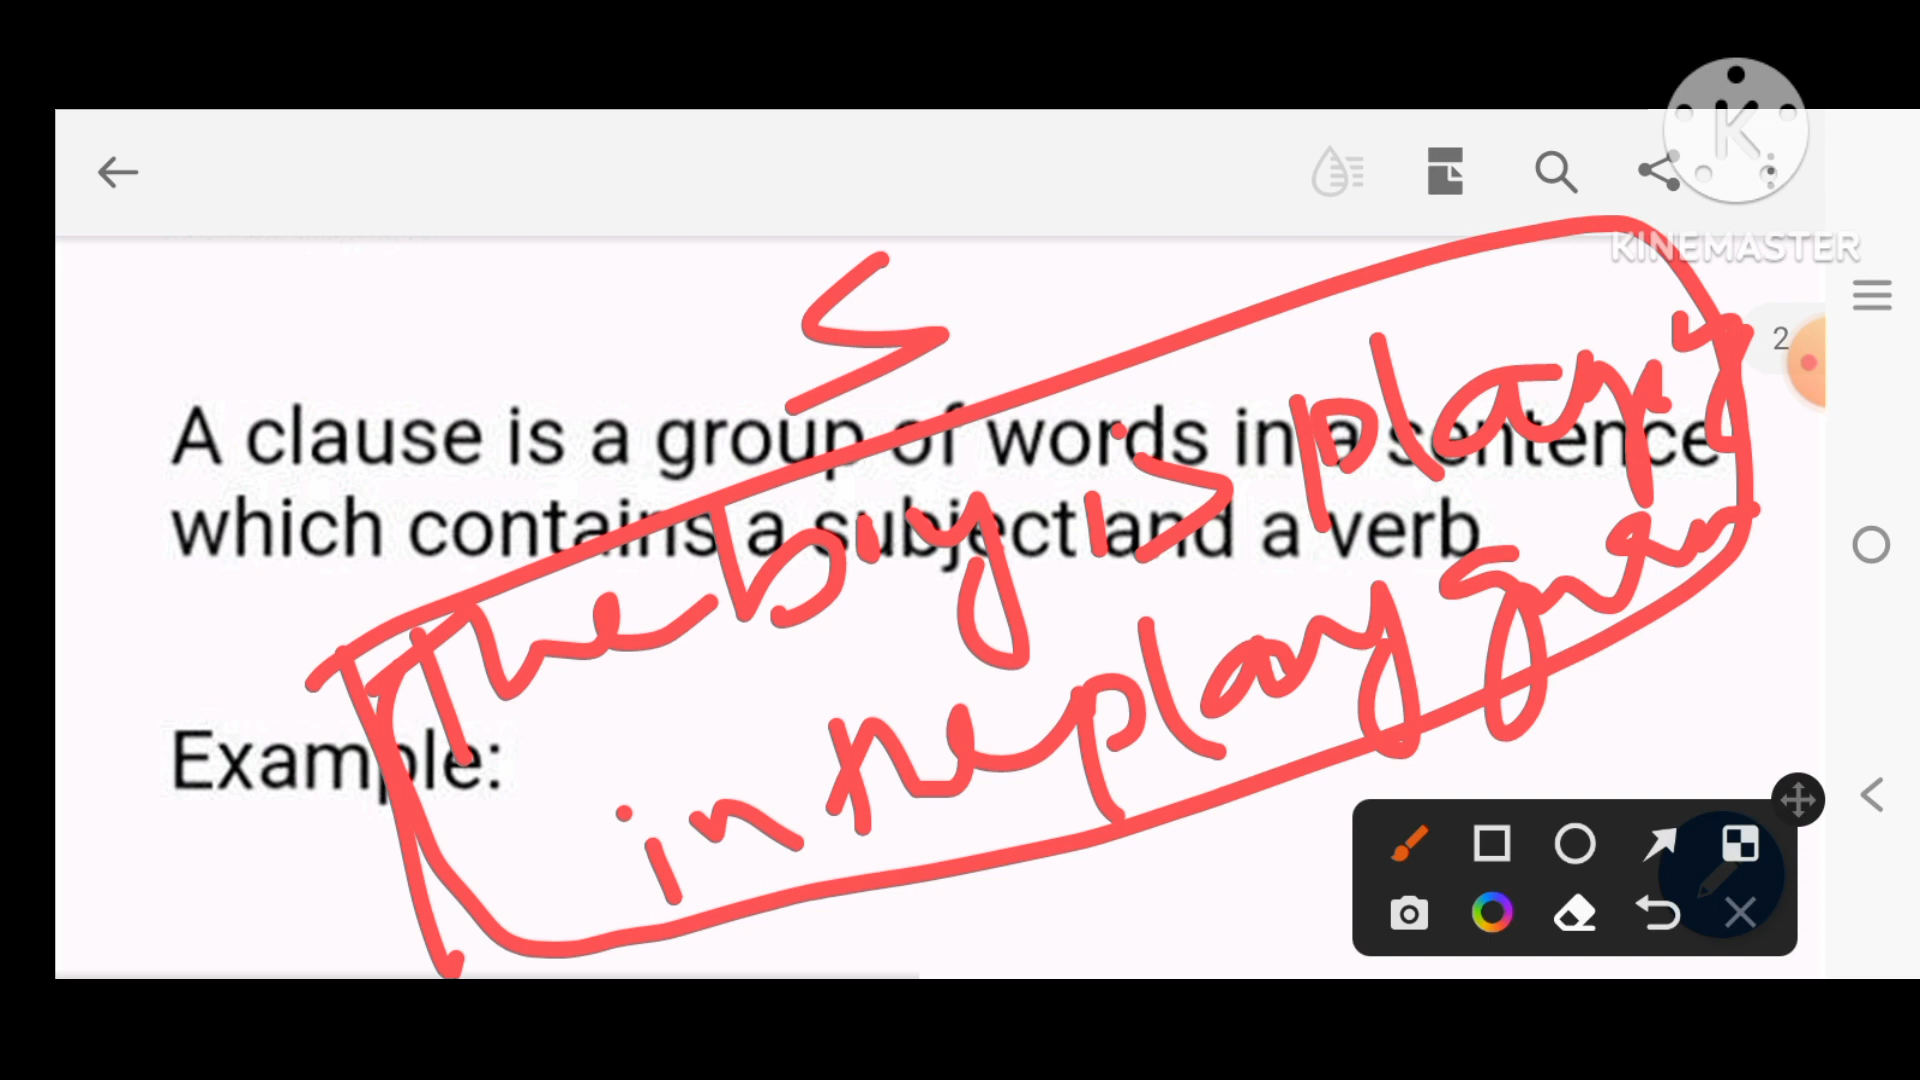 K
KINEMASTER
2
S
A clause is a group of words in a sentence
which contains a subject and a verb
The boy is
in the play
Example: